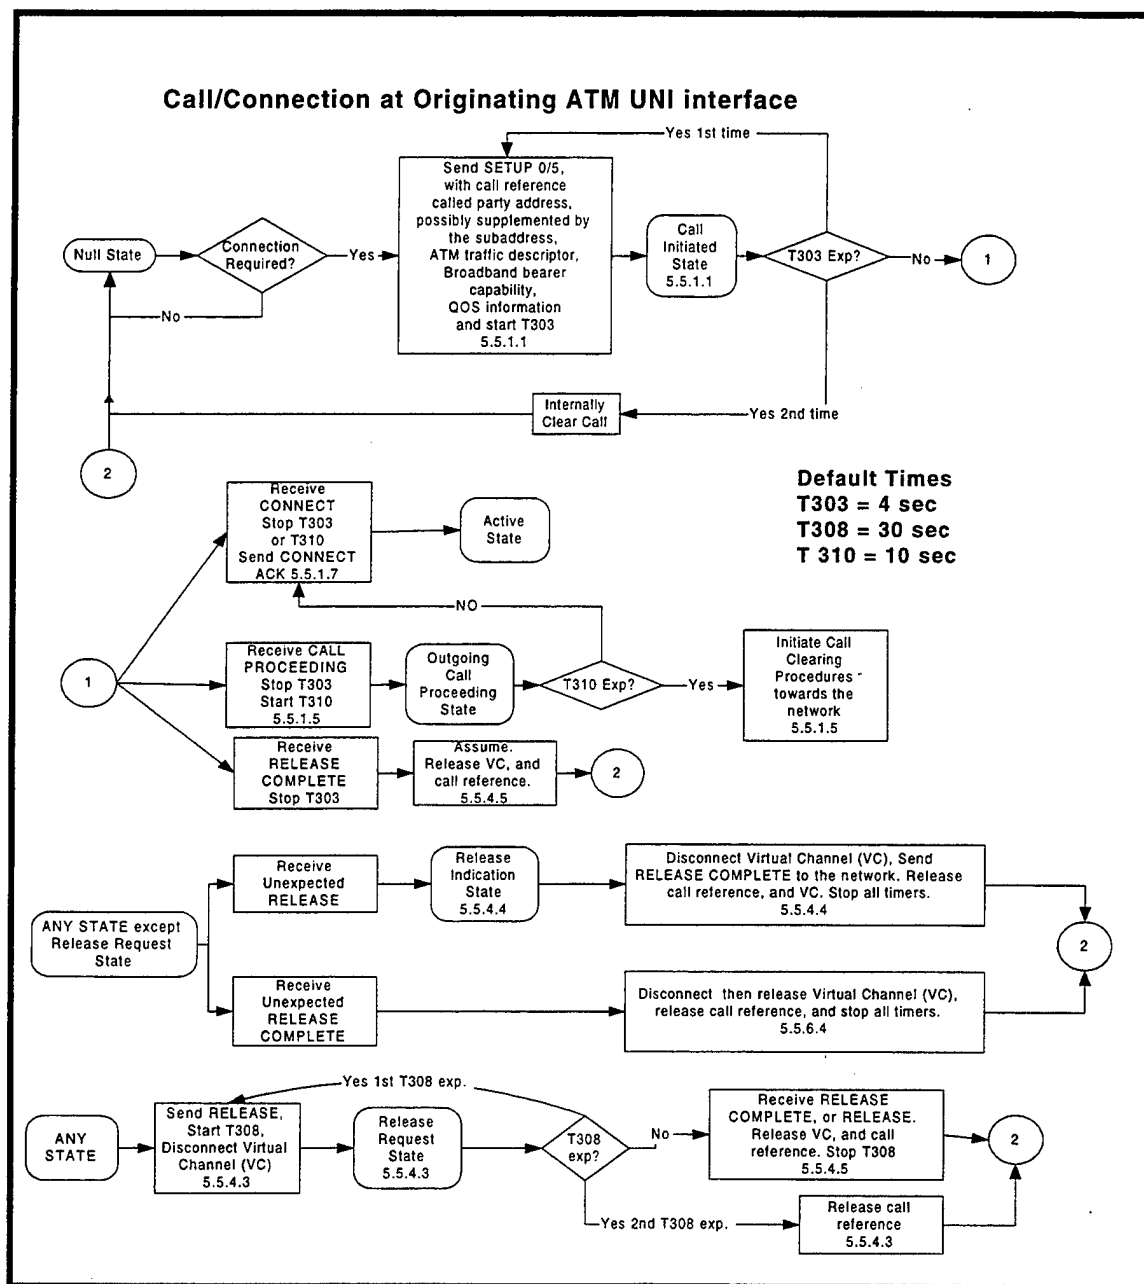 Call/Connection at Originating ATM UNI interface
Yes 1st time
Send SETUP 0/5,
with call reference
called party address,
possibly supplemented by
the subaddress,
ATM traffic descriptor,
Broadband bearer
capability,
QOS information
and start T303
5.5.1.1
Null State
Connection
Required?
Yes
No
Call
Initiated
State
5.5.1.1
T303 Exp?
No
1
Internally
Clear Call
Yes 2nd time
2
Default Times
T303 = 4 sec
T308 = 30 sec
T 310 = 10 sec
Receive
CONNECT
Stop T303
or T310
Send CONNECT
ACK 5.5.1.7
Active
State
NO
1
Receive CALL
PROCEEDING
Stop T303
Start T310
5.5.1.5
Outgoing
Call
Proceeding
State
T310 Exp?
Yes
Initiate Call
Clearing
Procedures
towards the
network
5.5.1.5
Receive
RELEASE
COMPLETE
Stop T303
Assume.
Release VC, and
call reference.
5.5.4.5
2
ANY STATE except
Release Request
State
Receive
Unexpected
RELEASE
Release
Indication
State
5.5.4.4
Disconnect Virtual Channel (VC), Send
RELEASE COMPLETE to the network. Release
call reference, and VC. Stop all timers.
5.5.4.4
2
Receive
Unexpected
RELEASE
COMPLETE
Disconnect then release Virtual Channel (VC),
release call reference, and stop all timers.
5.5.6.4
Yes 1st T308 exp.
ANY
STATE
Send RELEASE,
Start T308,
Disconnect Virtual
Channel (VC)
5.5.4.3
Release
Request
State
5.5.4.3
T308
exp?
No
Receive RELEASE
COMPLETE, or RELEASE.
Release VC, and call
reference. Stop T308
5.5.4.5
2
Yes 2nd T308 exp.
Release call
reference
5.5.4.3